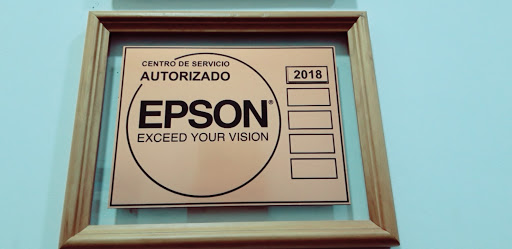 CENTRO DE SERVICIO
AUTORIZADO
2018
EPSON®
EXCEED YOUR VISION